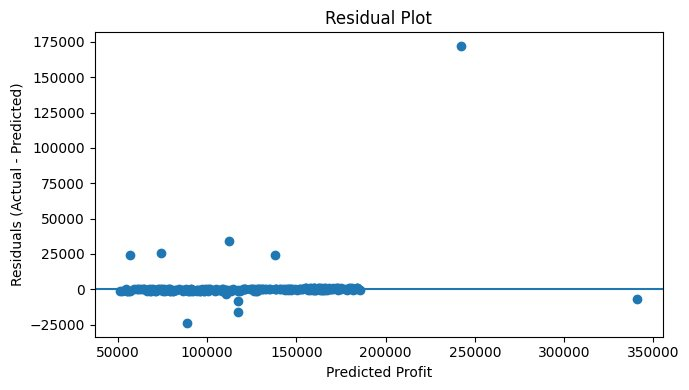 Residual Plot
175000
150000
125000
100000
75000
50000
25000
0
−25000
Residuals (Actual - Predicted)
50000 100000 150000 200000 250000 300000 350000
Predicted Profit